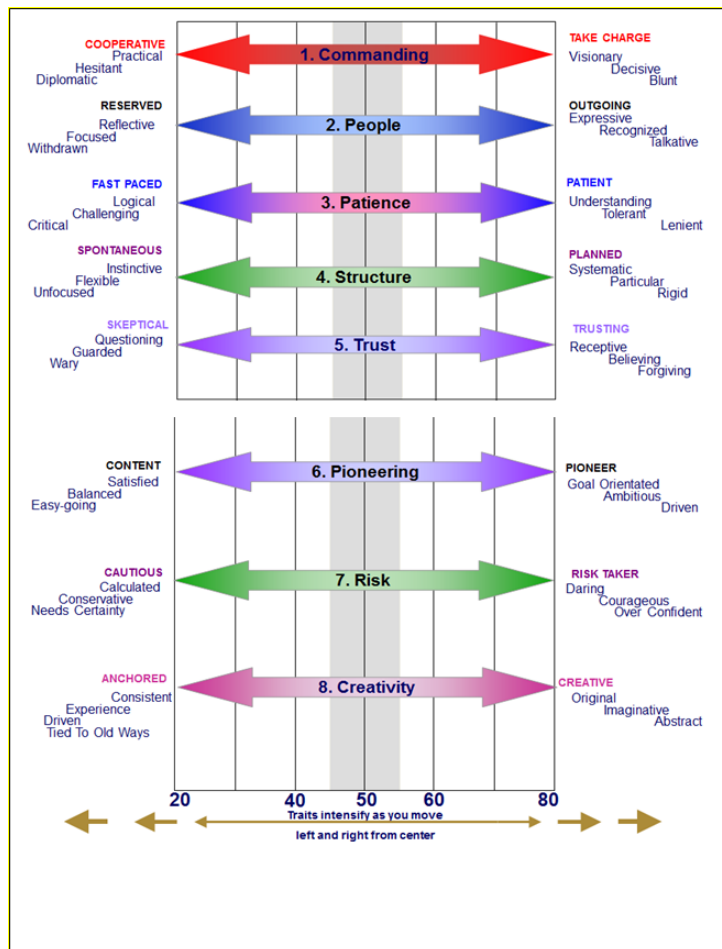 COOPERATIVE
Practical
Hesitant
Diplomatic
1. Commanding
TAKE CHARGE
Visionary
Decisive
Blunt
RESERVED
Reflective
Focused
Withdrawn
2. People
OUTGOING
Expressive
Recognized
Talkative
FAST PACED
Logical
Challenging
Critical
3. Patience
PATIENT
Understanding
Tolerant
Lenient
SPONTANEOUS
Instinctive
Flexible
Unfocused
4. Structure
PLANNED
Systematic
Particular
Rigid
SKEPTICAL
Questioning
Guarded
Wary
5. Trust
TRUSTING
Receptive
Believing
Forgiving
CONTENT
Satisfied
Balanced
Easy-going
6. Pioneering
PIONEER
Goal Orientated
Ambitious
Driven
CAUTIOUS
Calculated
Conservative
Needs Certainty
7. Risk
RISK TAKER
Daring
Courageous
Over Confident
ANCHORED
Consistent
Experience
Driven
Tied To Old Ways
8. Creativity
CREATIVE
Original
Imaginative
Abstract
20 40 50 60 80
Traits intensify as you move
left and right from center